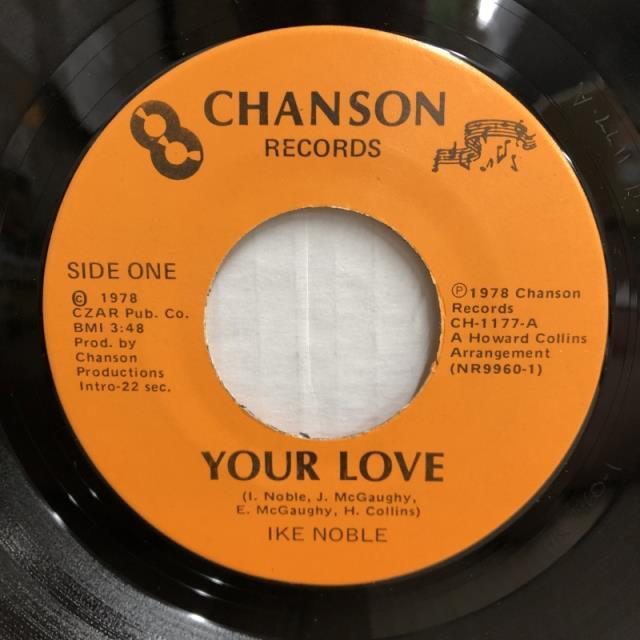 CHANSON
RECORDS
SIDE ONE
© 1978
CZAR Pub. Co.
BMI 3:48
Prod. by
Chanson
Productions
Intro-22 sec.
℗1978 Chanson
Records
CH-1177-A
A Howard Collins
Arrangement
(NR9960-1)
YOUR LOVE
(I. Noble, J. McGaughy,
E. McGaughy, H. Collins)
IKE NOBLE